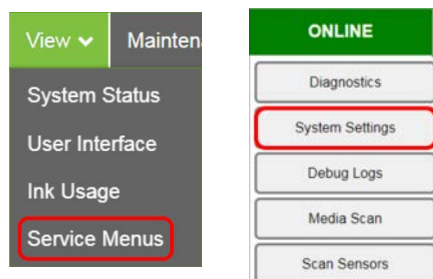 View Mainten
System Status
User Interface
Ink Usage
Service Menus
ONLINE
Diagnostics
System Settings
Debug Logs
Media Scan
Scan Sensors